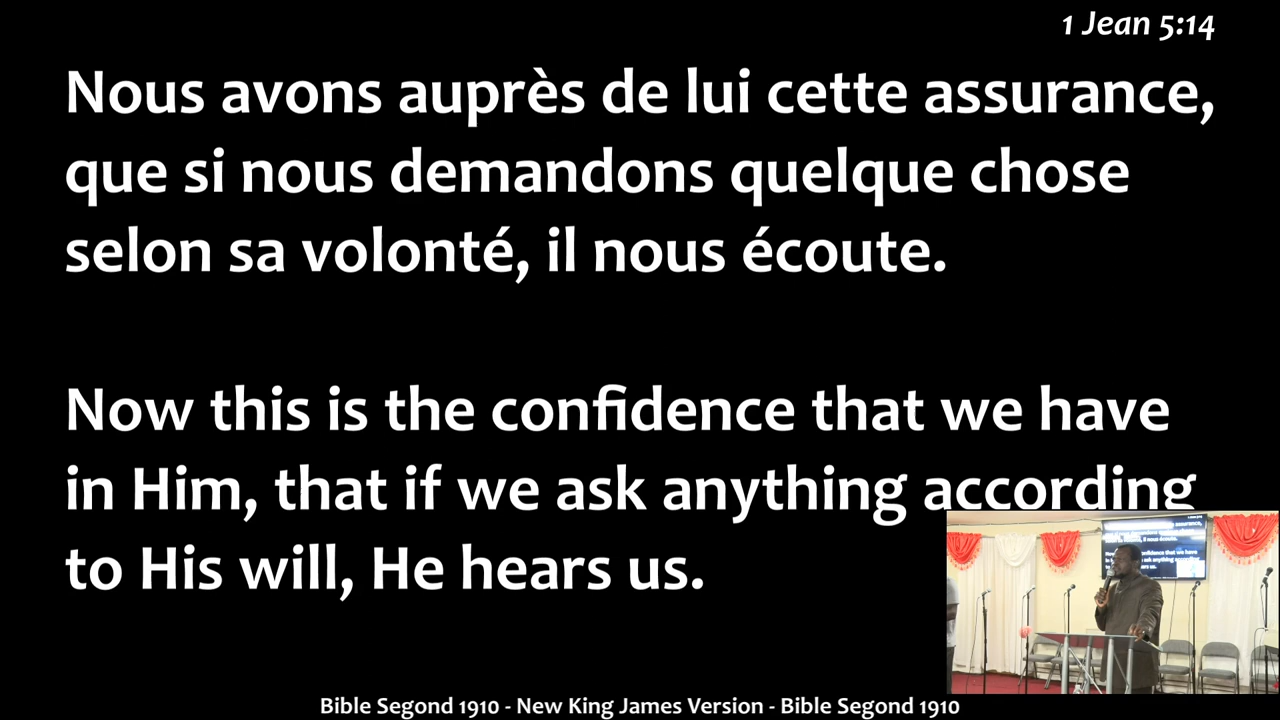 1 Jean 5:14
Nous avons auprès de lui cette assurance,
que si nous demandons quelque chose
selon sa volonté, il nous écoute.
Now this is the confidence that we have
in Him, that if we ask anything according
to His will, He hears us.
Bible Segond 1910 - New King James Version - Bible Segond 1910